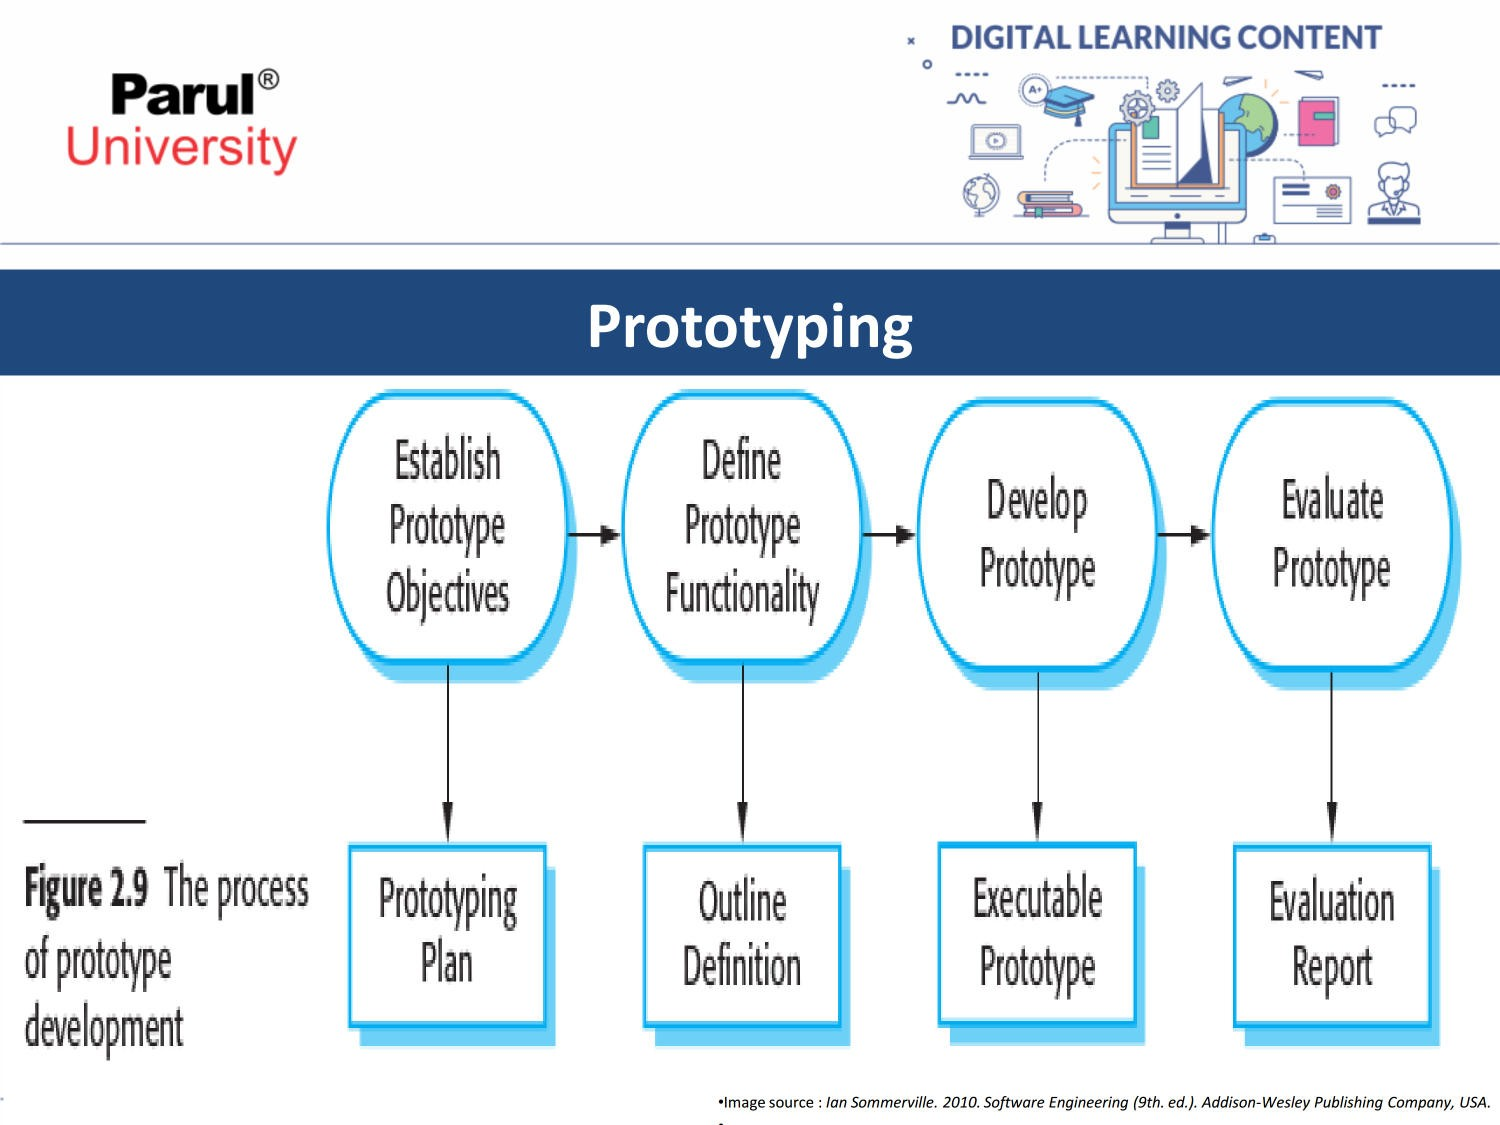 DIGITAL LEARNING CONTENT
A+
Parul®
University
Prototyping
Establish
Prototype
Objectives
Define
Prototype
Functionality
Develop
Prototype
Evaluate
Prototype
Prototyping
Plan
Outline
Definition
Executable
Prototype
Evaluation
Report
Figure 2.9 The process
of prototype
development
•Image source : Ian Sommerville. 2010. Software Engineering (9th. ed.). Addison-Wesley Publishing Company, USA.
•